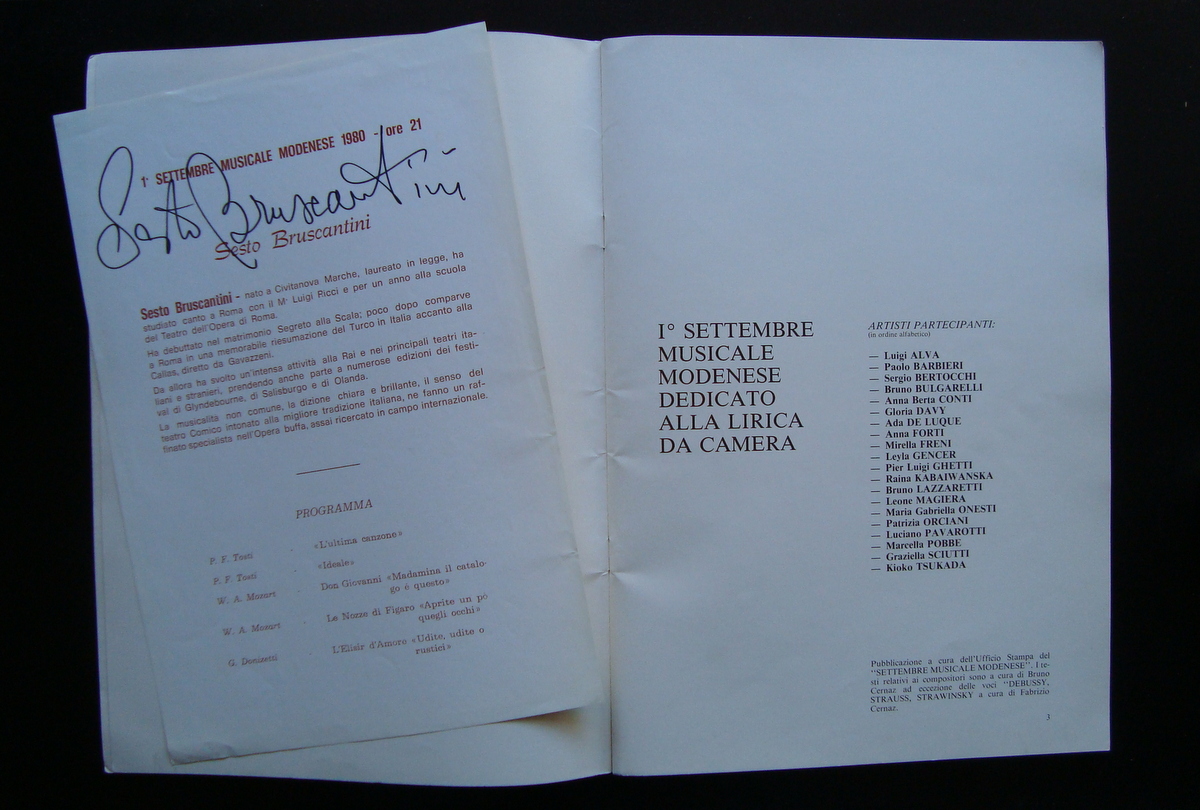 1° SETTEMBRE MUSICALE MODENESE 1980 - ore 21
Sesto Bruscantini
Sesto Bruscantini
Sesto Bruscantini - nato a Civitanova Marche, laureato in legge, ha
studiato canto a Roma con il M° Luigi Ricci e per un anno alla scuola
del Teatro dell'Opera di Roma.
Ha debuttato nel matrimonio Segreto alla Scala; poco dopo comparve
a Roma in una memorabile riesumazione del Turco in Italia accanto alla
Callas, diretto da Gavazzeni.
Da allora ha svolto un'intensa attività alla Rai e nei principali teatri ita-
liani e stranieri, prendendo anche parte a numerose edizioni dei festi-
val di Glyndebourne, di Salisburgo e di Olanda.
La musicalità non comune, la dizione chiara e brillante, il senso del
teatro Comico intonato alla migliore tradizione italiana, ne fanno un raf-
finato specialista nell'Opera buffa, assai ricercato in campo internazionale.
PROGRAMMA
P. F. Testi - «L'ultima canzone»
P. F. Testi - «Ideale»
W. A. Mozart - Don Giovanni «Madamina il catalo-
go è questo»
W. A. Mozart - Le Nozze di Figaro «Aprite un pò
quegli occhi»
G. Donizetti - L'Elisir d'Amore «Udite, udite o
rustici»
I° SETTEMBRE
MUSICALE
MODENESE
DEDICATO
ALLA LIRICA
DA CAMERA
ARTISTI PARTECIPANTI:
(in ordine alfabetico)
— Luigi ALVA
— Paolo BARBIERI
— Sergio BERTOCCHI
— Bruno BULGARELLI
— Anna Berta CONTI
— Gloria DAVY
— Ada DE LUQUE
— Anna FORTI
— Mirella FRENI
— Leyla GENCER
— Pier Luigi GHETTI
— Raina KABAIWANSKA
— Bruno LAZZARETTI
— Leone MAGIERA
— Maria Gabriella ONESTI
— Patrizia ORCIANI
— Luciano PAVAROTTI
— Marcella POBBE
— Graziella SCIUTTI
— Kioko TSUKADA
Pubblicazione a cura dell'Ufficio Stampa del
"SETTEMBRE MUSICALE MODENESE". I te-
sti relativi ai compositori sono a cura di Bruno
Cernaz ad eccezione delle voci "DEBUSSY,
STRAUSS, STRAWINSKY a cura di Fabrizio
Cernaz.
3